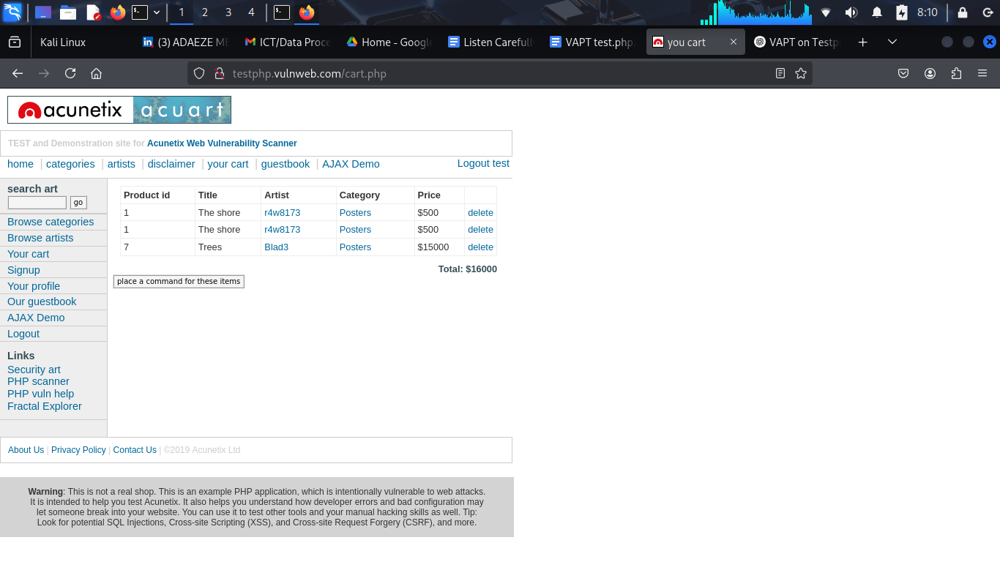 1 2 3 4 8:10
Kali Linux (3) ADAEZE ME ICT/Data Proce Home - Google Listen Carefull VAPT test.php. you cart VAPT on Testp
testphp.vulnweb.com/cart.php
acunetix acuart
TEST and Demonstration site for Acunetix Web Vulnerability Scanner
home | categories | artists | disclaimer | your cart | guestbook | AJAX Demo Logout test
search art
go
Browse categories
Browse artists
Your cart
Signup
Your profile
Our guestbook
AJAX Demo
Logout
Links
Security art
PHP scanner
PHP vuln help
Fractal Explorer
Product id Title Artist Category Price
1 The shore r4w8173 Posters $500 delete
1 The shore r4w8173 Posters $500 delete
7 Trees Blad3 Posters $15000 delete
Total: $16000
place a command for these items
About Us | Privacy Policy | Contact Us | ©2019 Acunetix Ltd
Warning: This is not a real shop. This is an example PHP application, which is intentionally vulnerable to web attacks.
It is intended to help you test Acunetix. It also helps you understand how developer errors and bad configuration may
let someone break into your website. You can use it to test other tools and your manual hacking skills as well. Tip:
Look for potential SQL Injections, Cross-site Scripting (XSS), and Cross-site Request Forgery (CSRF), and more.